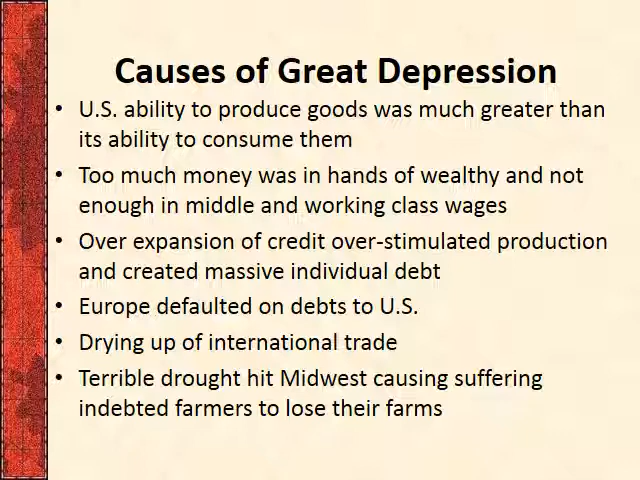 Causes of Great Depression
• U.S. ability to produce goods was much greater than
its ability to consume them
• Too much money was in hands of wealthy and not
enough in middle and working class wages
• Over expansion of credit over-stimulated production
and created massive individual debt
• Europe defaulted on debts to U.S.
• Drying up of international trade
• Terrible drought hit Midwest causing suffering
indebted farmers to lose their farms